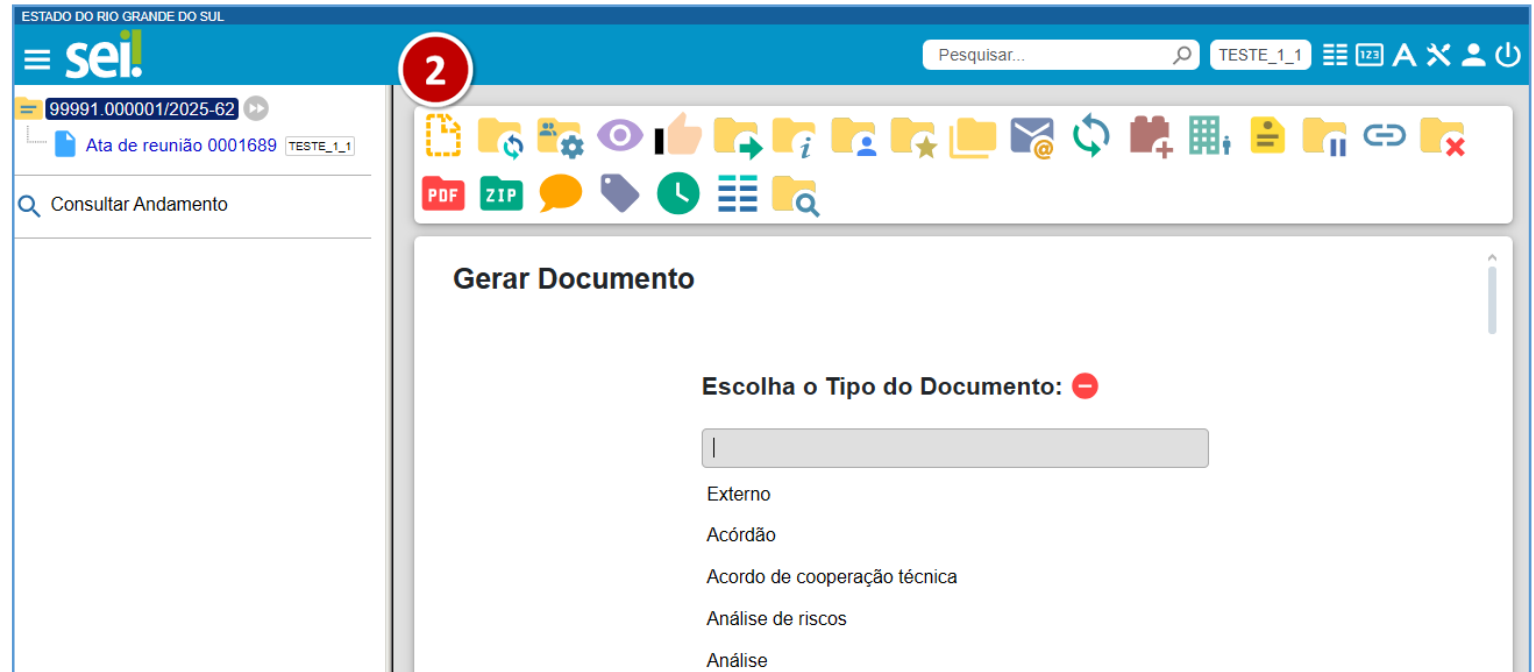 ESTADO DO RIO GRANDE DO SUL
sei!
2
Pesquisar...
TESTE_1_1
123
A
99991.000001/2025-62
Ata de reunião 0001689 TESTE_1_1
Consultar Andamento
i
@
PDF ZIP
Gerar Documento
Escolha o Tipo do Documento:
Externo
Acórdão
Acordo de cooperação técnica
Análise de riscos
Análise